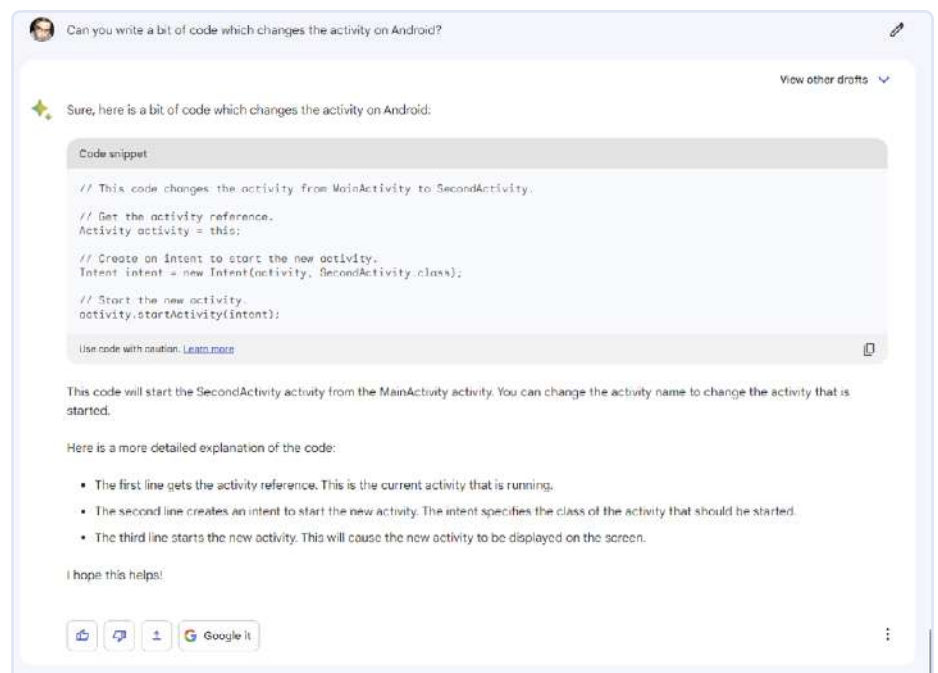 Can you write a bit of code which changes the activity on Android?
View other drafts
Sure, here is a bit of code which changes the activity on Android:
Code snippet
// This code changes the activity from MainActivity to SecondActivity.
// Get the activity reference.
Activity activity = this;
// Create an intent to start the new activity.
Intent intent = new Intent(activity, SecondActivity.class);
// Start the new activity.
activity.startActivity(intent);
Use code with caution. Learn more
This code will start the SecondActivity activity from the MainActivity activity. You can change the activity name to change the activity that is
started.
Here is a more detailed explanation of the code:
• The first line gets the activity reference. This is the current activity that is running.
• The second line creates an intent to start the new activity. The intent specifies the class of the activity that should be started.
• The third line starts the new activity. This will cause the new activity to be displayed on the screen.
I hope this helps!
G Google it